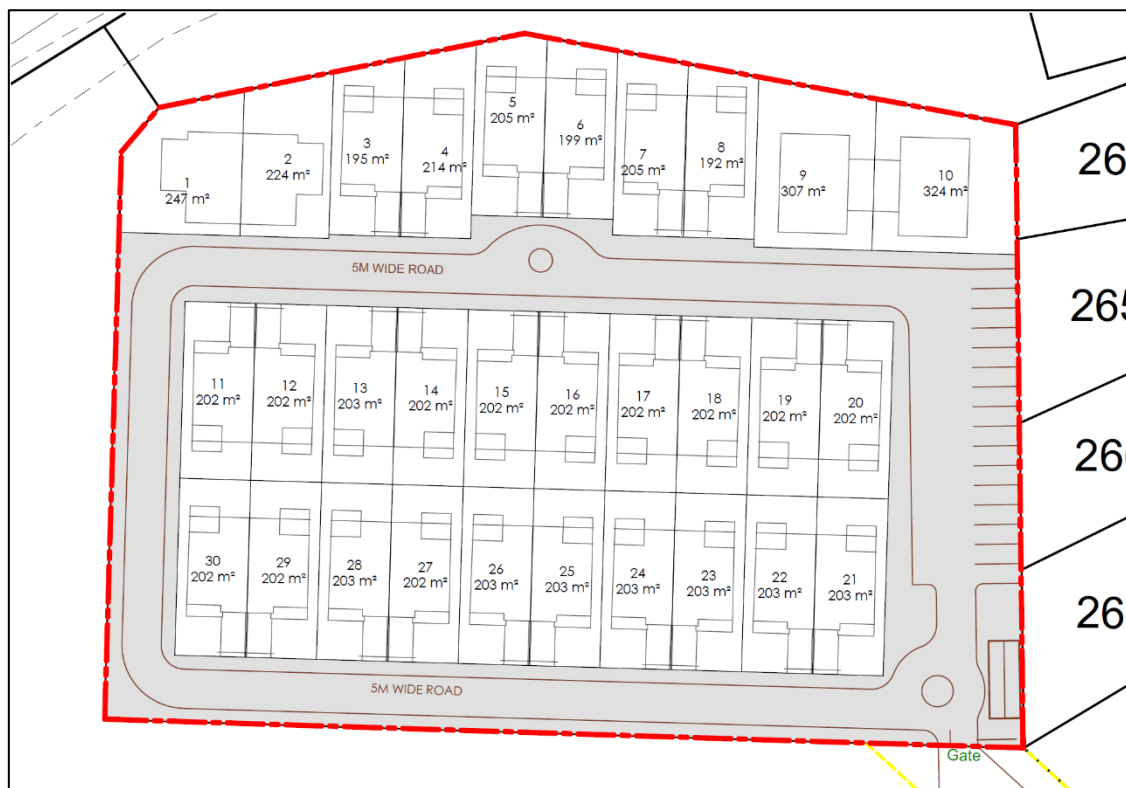 5
205 m²
6
199 m²
3
195 m²
4
214 m²
7
205 m²
8
192 m²
2
224 m²
1
247 m²
9
307 m²
10
324 m²
26
5M WIDE ROAD
265
11
202 m²
12
202 m²
13
203 m²
14
202 m²
15
202 m²
16
202 m²
17
202 m²
18
202 m²
19
202 m²
20
202 m²
30
202 m²
29
202 m²
28
203 m²
27
202 m²
26
203 m²
25
203 m²
24
203 m²
23
203 m²
22
203 m²
21
203 m²
26
5M WIDE ROAD
Gate